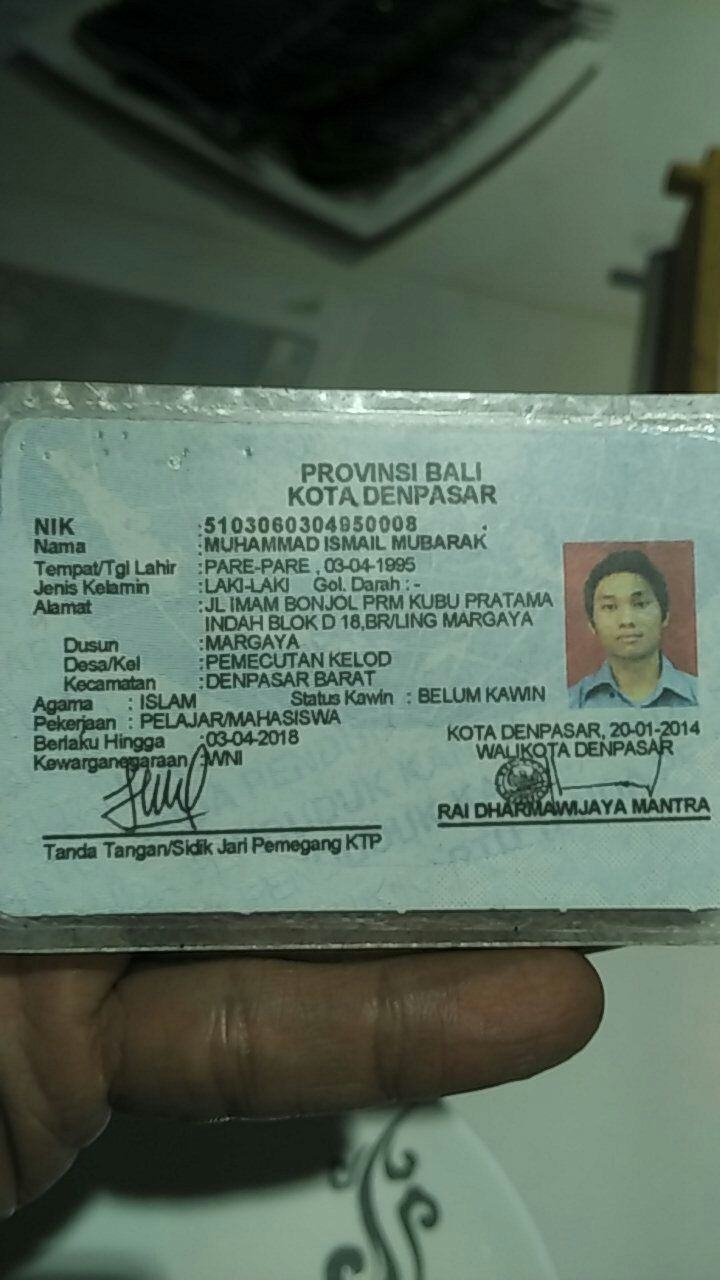 PROVINSI BALI
KOTA DENPASAR
NIK :5103060304950008
Nama :MUHAMMAD ISMAIL MUBARAK
Tempat/Tgl Lahir :PARE-PARE , 03-04-1995
Jenis Kelamin :LAKI-LAKI Gol. Darah : -
Alamat :JL IMAM BONJOL PRM KUBU PRATAMA
INDAH BLOK D 18,BR/LING MARGAYA
Dusun :MARGAYA
Desa/Kel :PEMECUTAN KELOD
Kecamatan :DENPASAR BARAT
Agama : ISLAM Status Kawin : BELUM KAWIN
Pekerjaan : PELAJAR/MAHASISWA
Berlaku Hingga :03-04-2018
Kewarganegaraan :WNI
KOTA DENPASAR, 20-01-2014
WALIKOTA DENPASAR
RAI DHARMAWIJAYA MANTRA
Tanda Tangan/Sidik Jari Pemegang KTP